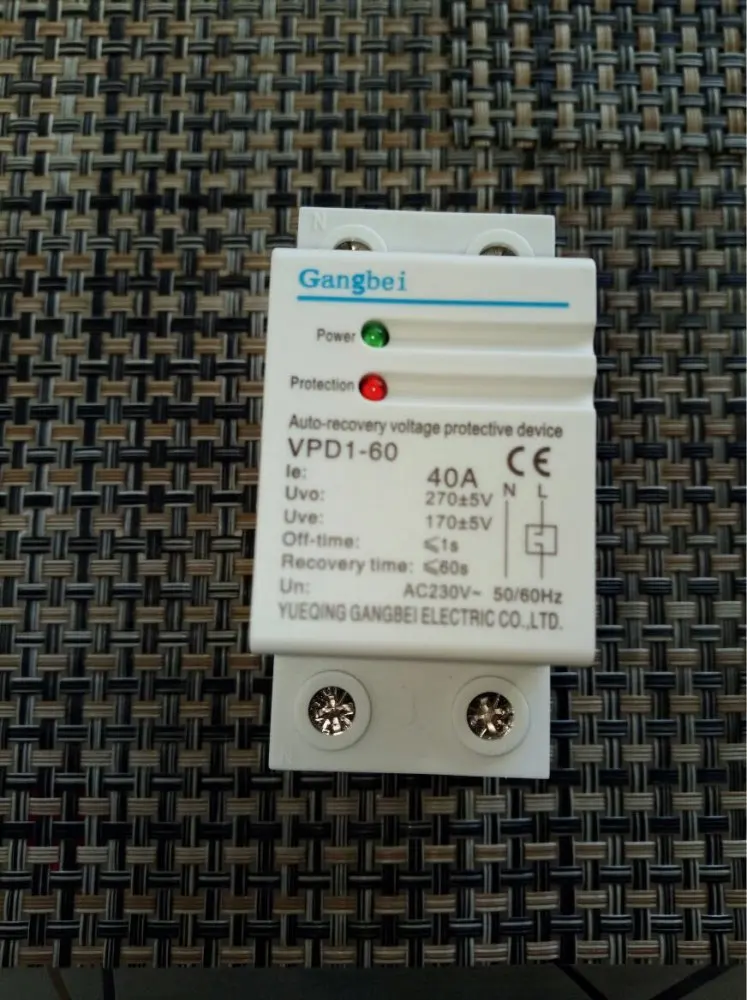 N
Gangbei
Power
Protection
Auto-recovery voltage protective device
VPD1-60
CE
Ie: 40A
N L
Uvo: 270±5V
Uve: 170±5V
Off-time: ⩽1s
Recovery time: ⩽60s
Un: AC230V~ 50/60Hz
YUEQING GANGBEI ELECTRIC CO.,LTD.